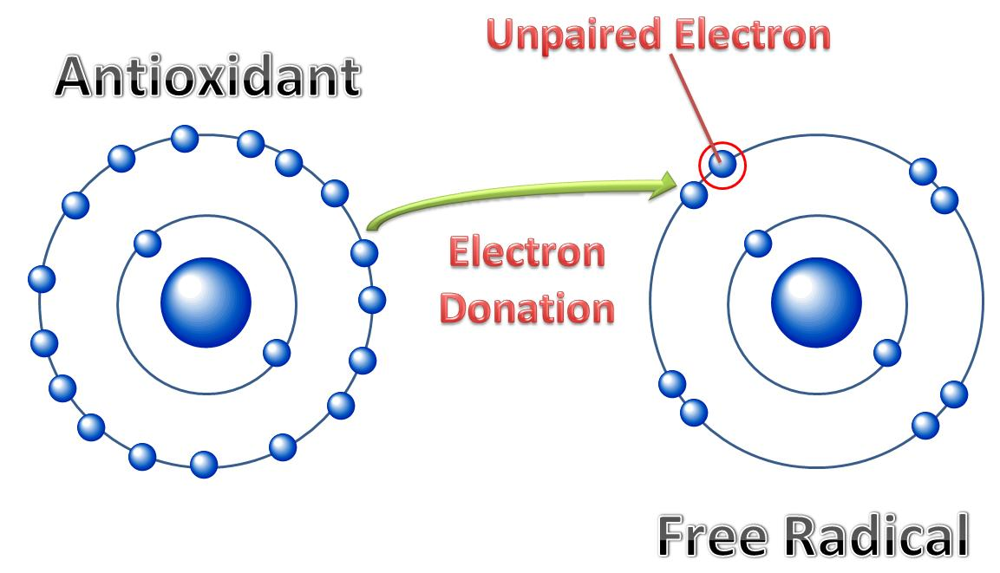 Unpaired Electron
Antioxidant
Electron
Donation
Free Radical